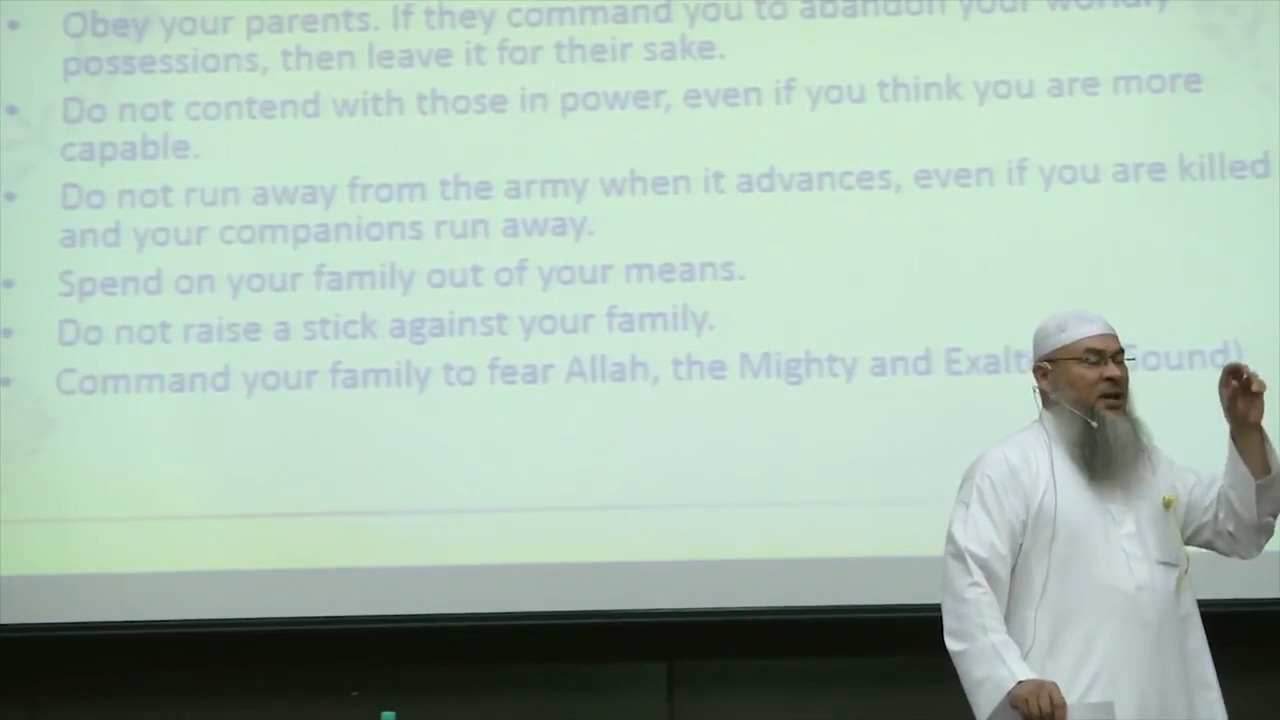 • Obey your parents. If they command you to abandon your worldly
possessions, then leave it for their sake.
• Do not contend with those in power, even if you think you are more
capable.
• Do not run away from the army when it advances, even if you are killed
and your companions run away.
• Spend on your family out of your means.
• Do not raise a stick against your family.
• Command your family to fear Allah, the Mighty and